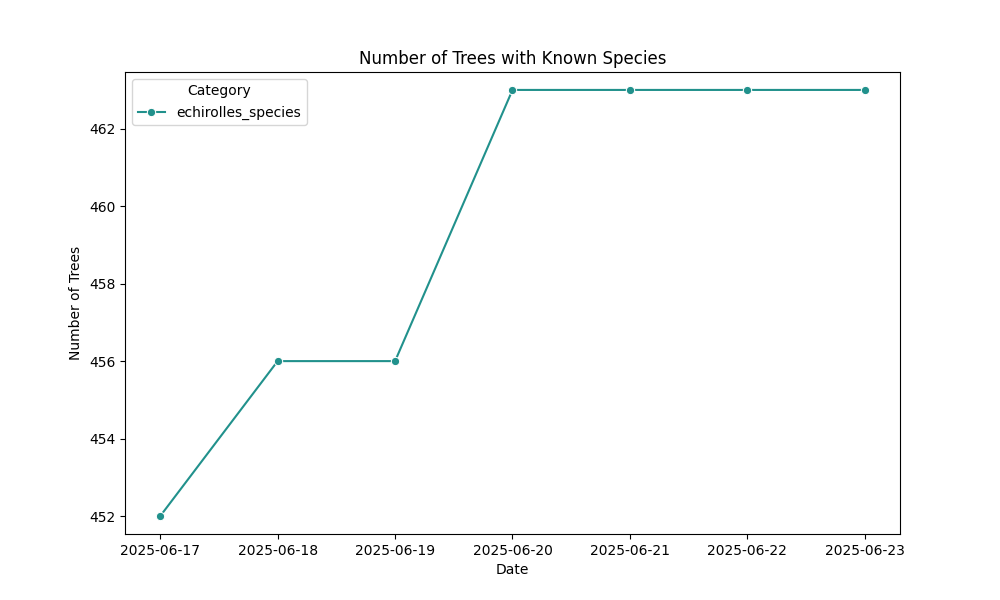 Number of Trees with Known Species
Category
echirolles_species
462
460
458
456
454
452
Number of Trees
2025-06-17
2025-06-18
2025-06-19
2025-06-20
2025-06-21
2025-06-22
2025-06-23
Date